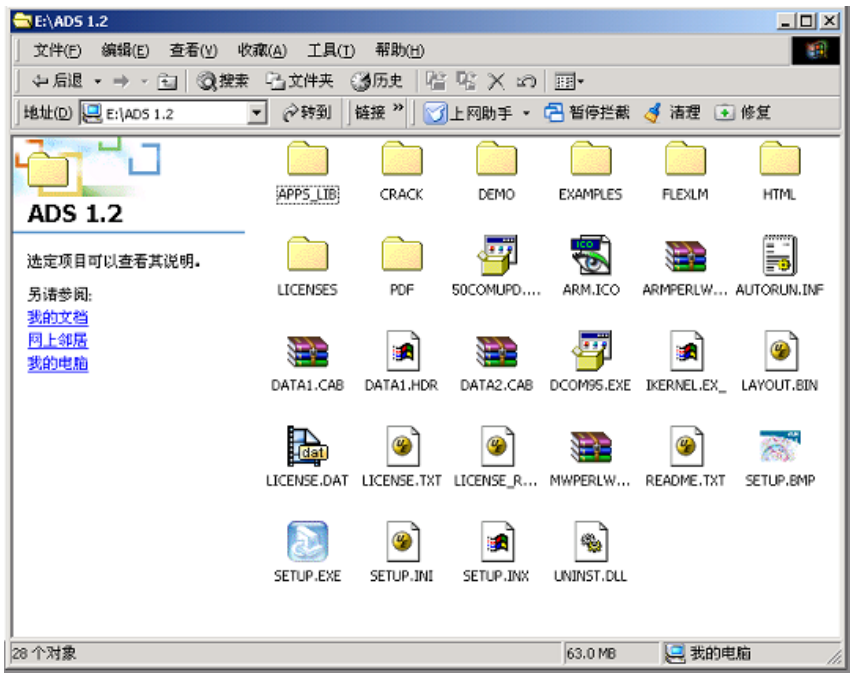 E:\ADS 1.2
文件(F) 编辑(E) 查看(V) 收藏(A) 工具(T) 帮助(H)
后退 搜索 文件夹 历史
地址(D) E:\ADS 1.2 转到 链接 » 上网助手 暂停拦截 清理 修复
APPS_LIB CRACK DEMO EXAMPLES FLEXLM HTML
ADS 1.2
选定项目可以查看其说明。
另请参阅:
我的文档
网上邻居
我的电脑
LICENSES PDF 50COMUPD.... ARM.ICO ARMPERLW... AUTORUN.INF
DATA1.CAB DATA1.HDR DATA2.CAB DCOM95.EXE IKERNEL.EX_ LAYOUT.BIN
LICENSE.DAT LICENSE.TXT LICENSE_R... MWPERLW... README.TXT SETUP.BMP
SETUP.EXE SETUP.INI SETUP.INX UNINST.DLL
28 个对象 63.0 MB 我的电脑